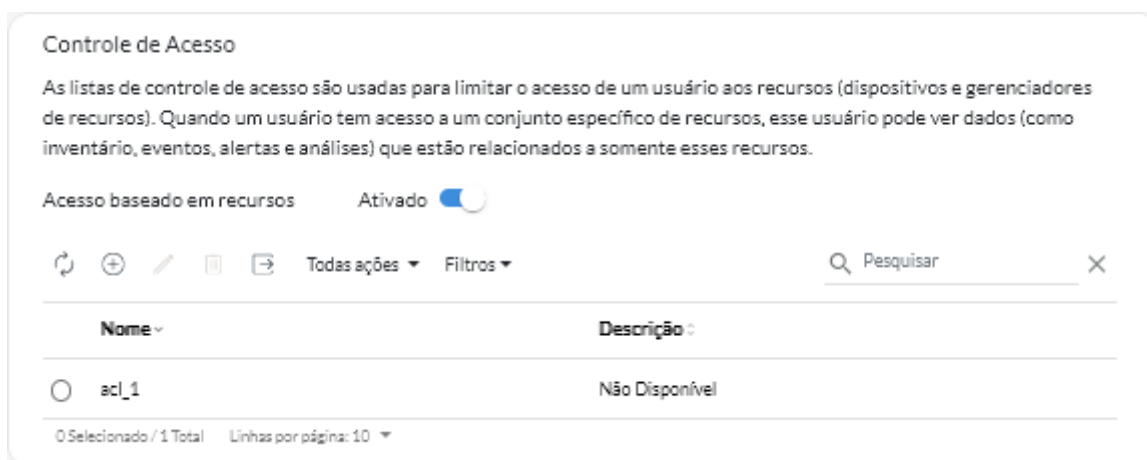 Controle de Acesso
As listas de controle de acesso são usadas para limitar o acesso de um usuário aos recursos (dispositivos e gerenciadores
de recursos). Quando um usuário tem acesso a um conjunto específico de recursos, esse usuário pode ver dados (como
inventário, eventos, alertas e análises) que estão relacionados a somente esses recursos.
Acesso baseado em recursos Ativado
Todas ações Filtros Pesquisar
Nome Descrição
acl_1 Não Disponível
0 Selecionado / 1 Total Linhas por página: 10